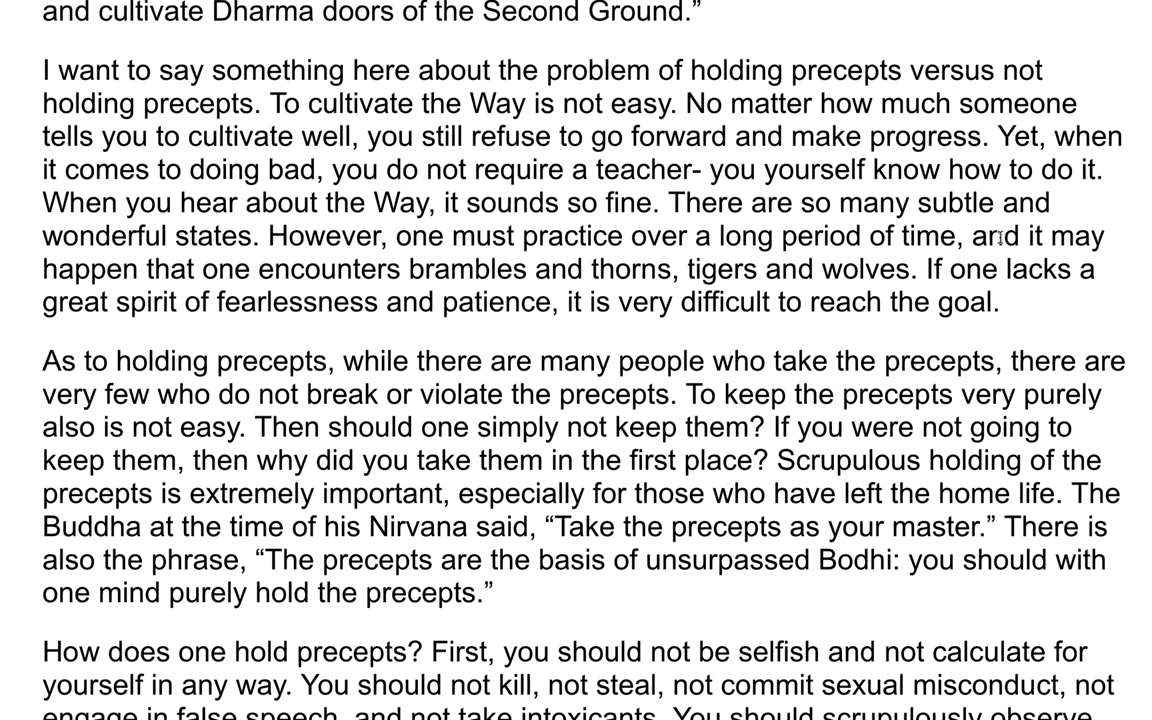 and cultivate Dharma doors of the Second Ground.”
I want to say something here about the problem of holding precepts versus not
holding precepts. To cultivate the Way is not easy. No matter how much someone
tells you to cultivate well, you still refuse to go forward and make progress. Yet, when
it comes to doing bad, you do not require a teacher- you yourself know how to do it.
When you hear about the Way, it sounds so fine. There are so many subtle and
wonderful states. However, one must practice over a long period of time, and it may
happen that one encounters brambles and thorns, tigers and wolves. If one lacks a
great spirit of fearlessness and patience, it is very difficult to reach the goal.
As to holding precepts, while there are many people who take the precepts, there are
very few who do not break or violate the precepts. To keep the precepts very purely
also is not easy. Then should one simply not keep them? If you were not going to
keep them, then why did you take them in the first place? Scrupulous holding of the
precepts is extremely important, especially for those who have left the home life. The
Buddha at the time of his Nirvana said, “Take the precepts as your master.” There is
also the phrase, “The precepts are the basis of unsurpassed Bodhi: you should with
one mind purely hold the precepts.”
How does one hold precepts? First, you should not be selfish and not calculate for
yourself in any way. You should not kill, not steal, not commit sexual misconduct, not
engage in false speech, and not take intoxicants. You should scrupulously observe